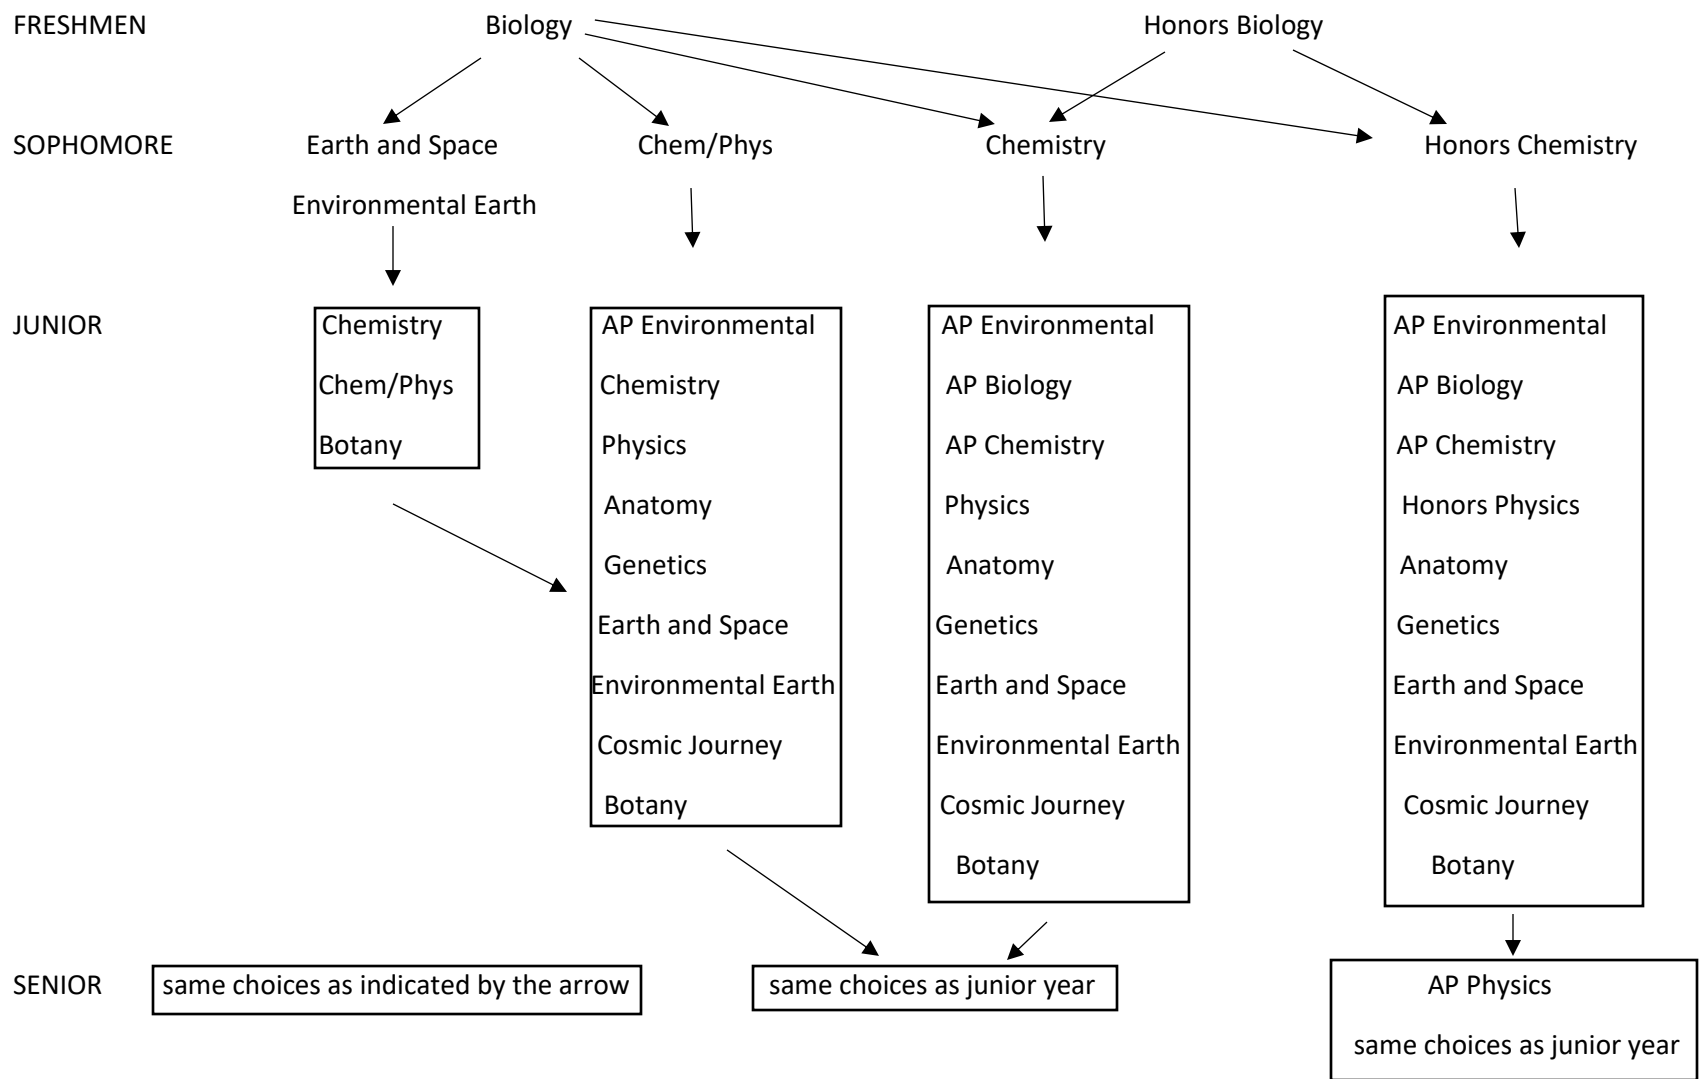 FRESHMEN Biology Honors Biology
SOPHOMORE Earth and Space Chem/Phys Chemistry Honors Chemistry
Environmental Earth
JUNIOR Chemistry AP Environmental AP Environmental AP Environmental
Chem/Phys Chemistry AP Biology AP Biology
Botany Physics AP Chemistry AP Chemistry
Anatomy Physics Honors Physics
Genetics Anatomy Anatomy
Earth and Space Genetics Genetics
Environmental Earth Earth and Space Earth and Space
Cosmic Journey Environmental Earth Environmental Earth
Botany Cosmic Journey Cosmic Journey
Botany Botany
SENIOR same choices as indicated by the arrow same choices as junior year AP Physics
same choices as junior year